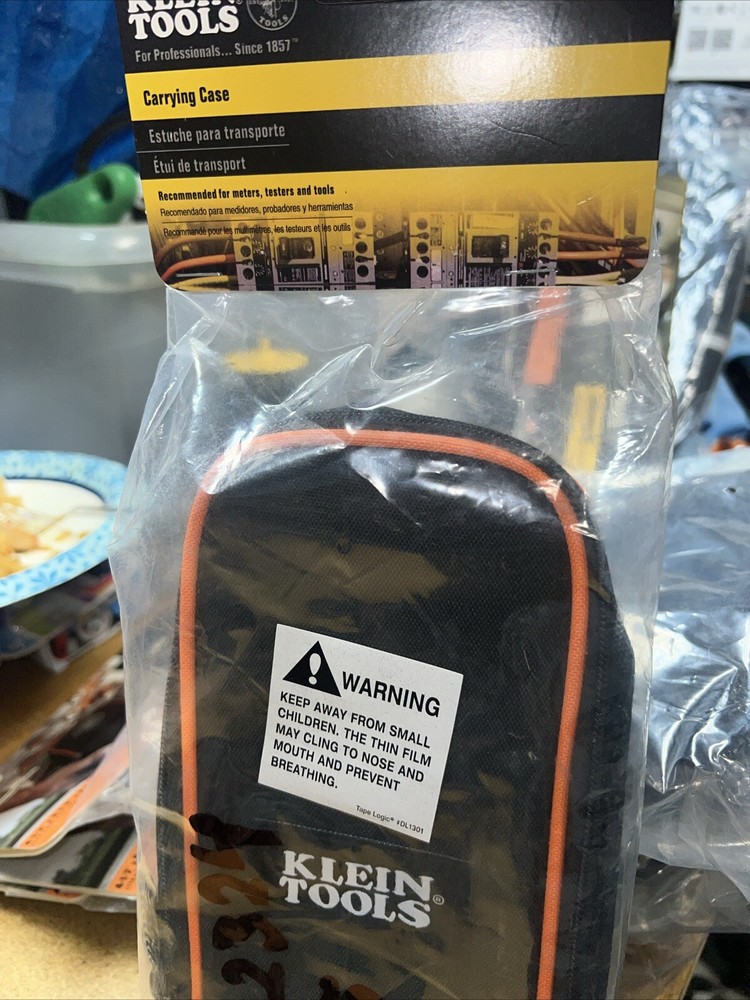 KLEIN
TOOLS®
TOOLS
For Professionals... Since 1857™
Carrying Case
Estuche para transporte
Étui de transport
Recommended for meters, testers and tools
Recomendado para medidores, probadores y herramientas
Recommandé pour les multimètres, les testeurs et les outils
WARNING
KEEP AWAY FROM SMALL
CHILDREN. THE THIN FILM
MAY CLING TO NOSE AND
MOUTH AND PREVENT
BREATHING.
Tape Logic® #DL1301
KLEIN
TOOLS®